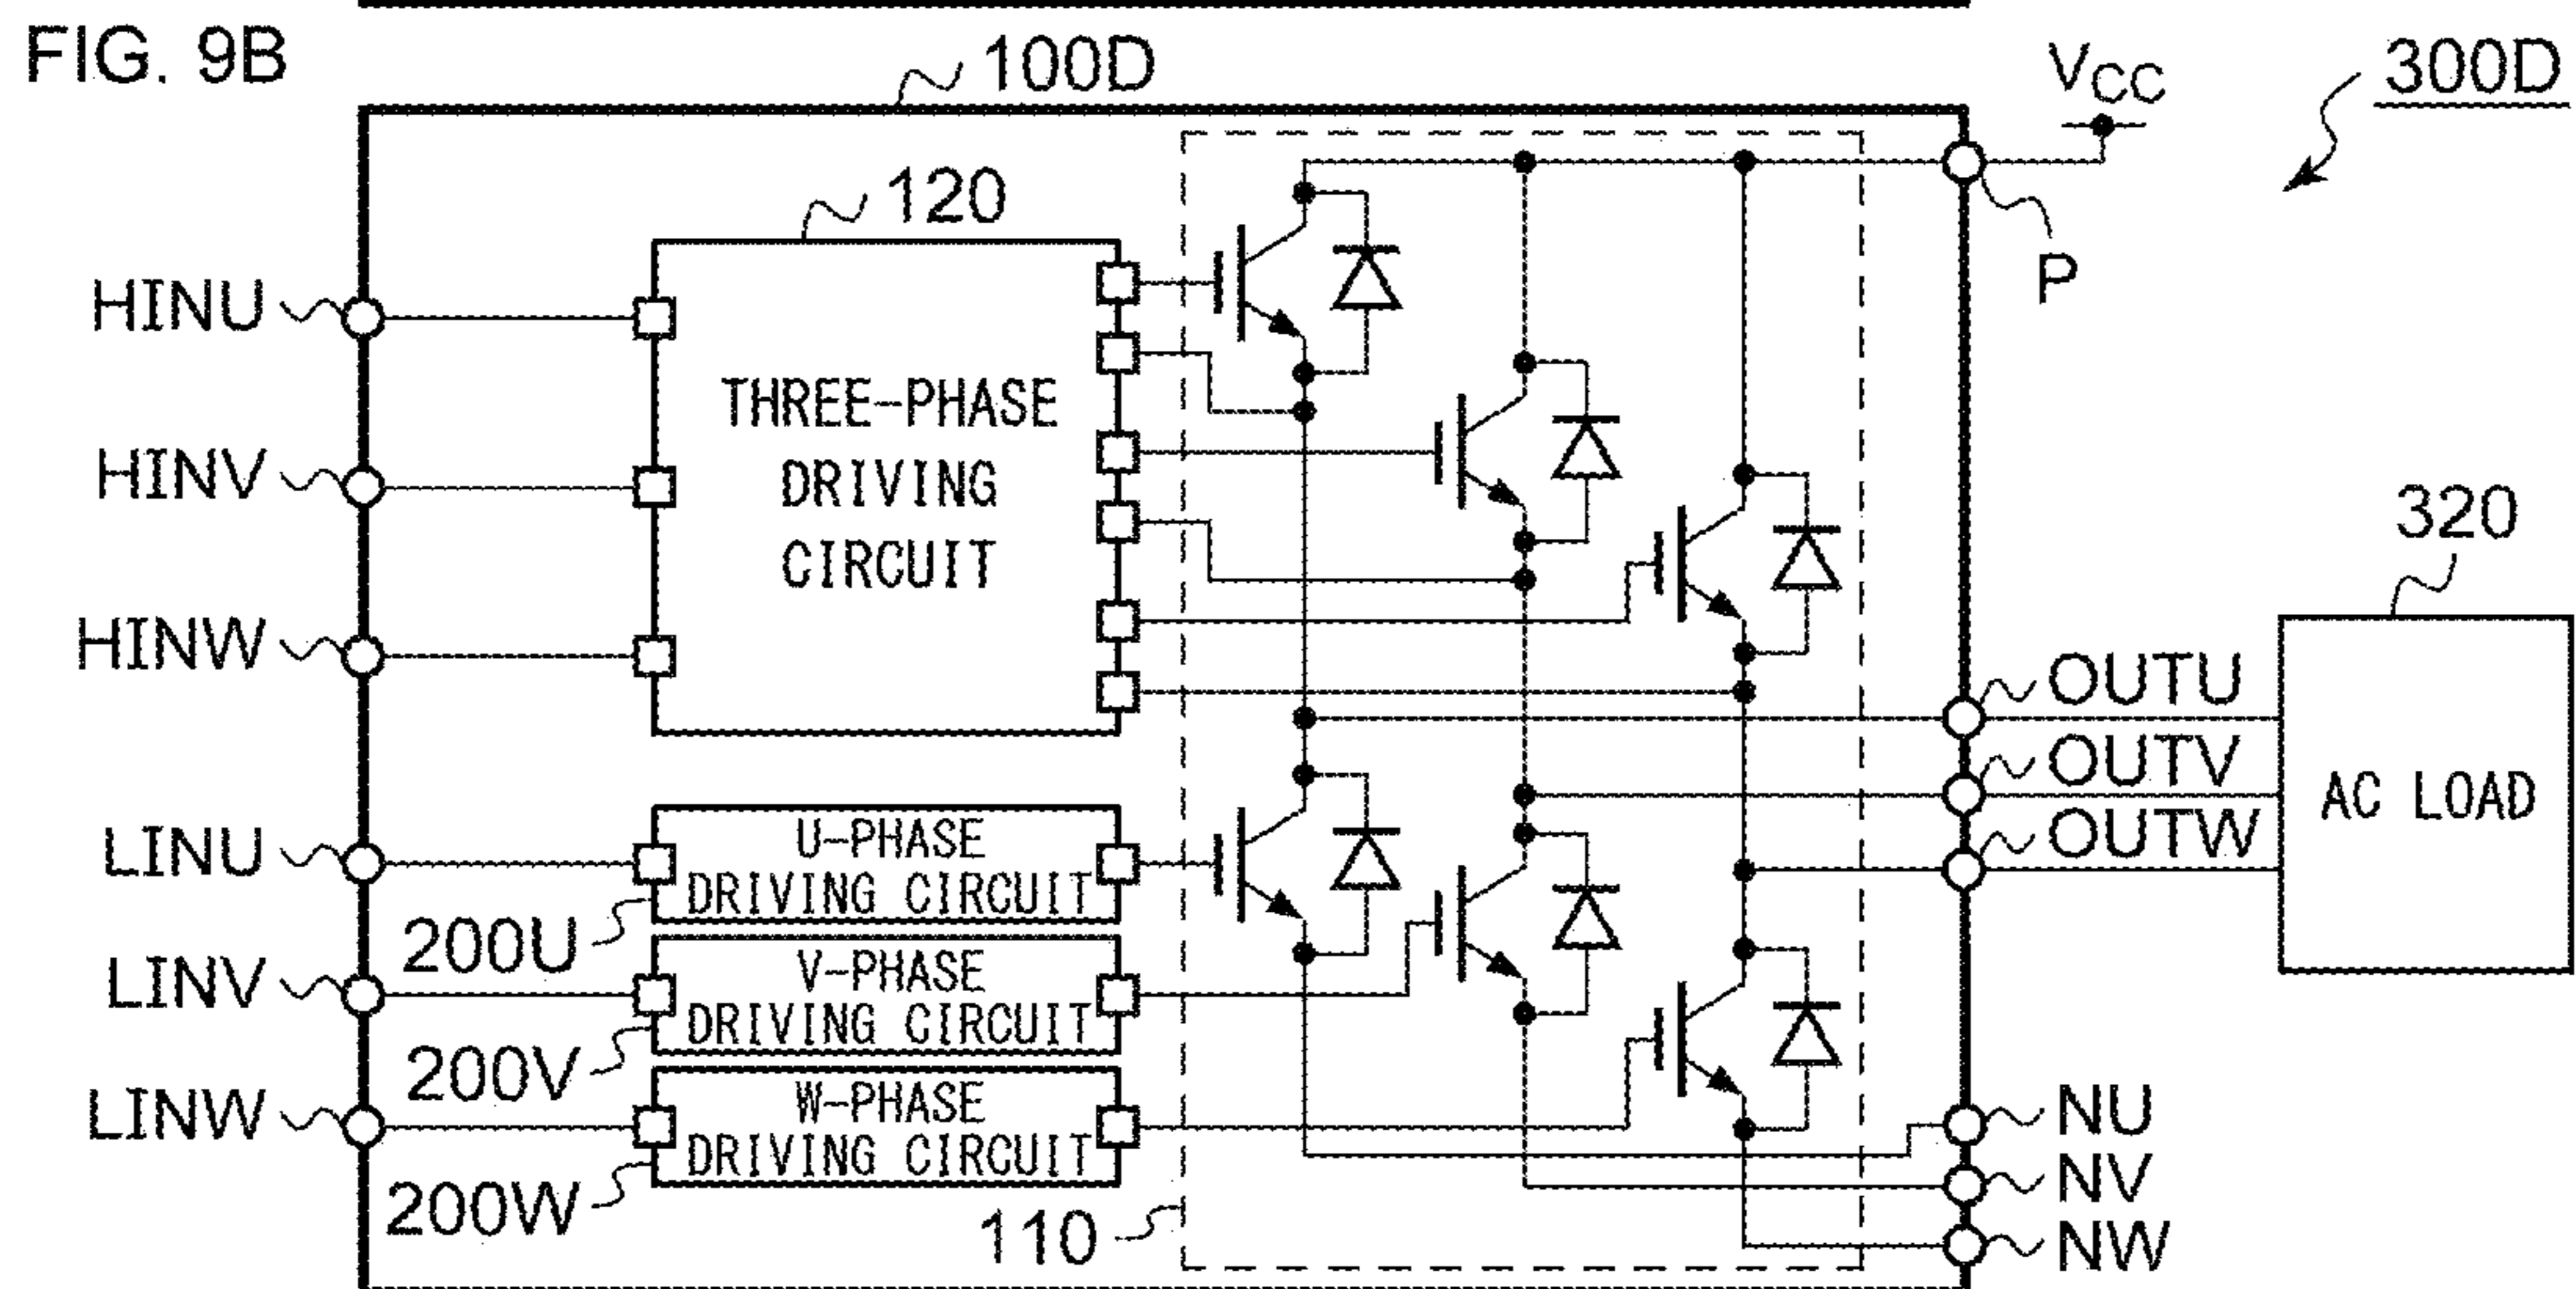 FIG. 9B
100D
VCC
300D
120
P
HINU
HINV
HINW
THREE-PHASE
DRIVING
CIRCUIT
320
OUTU
OUTV
OUTW
AC LOAD
LINU
U-PHASE
DRIVING CIRCUIT
200U
LINV
V-PHASE
DRIVING CIRCUIT
200V
LINW
W-PHASE
DRIVING CIRCUIT
200W
110
NU
NV
NW